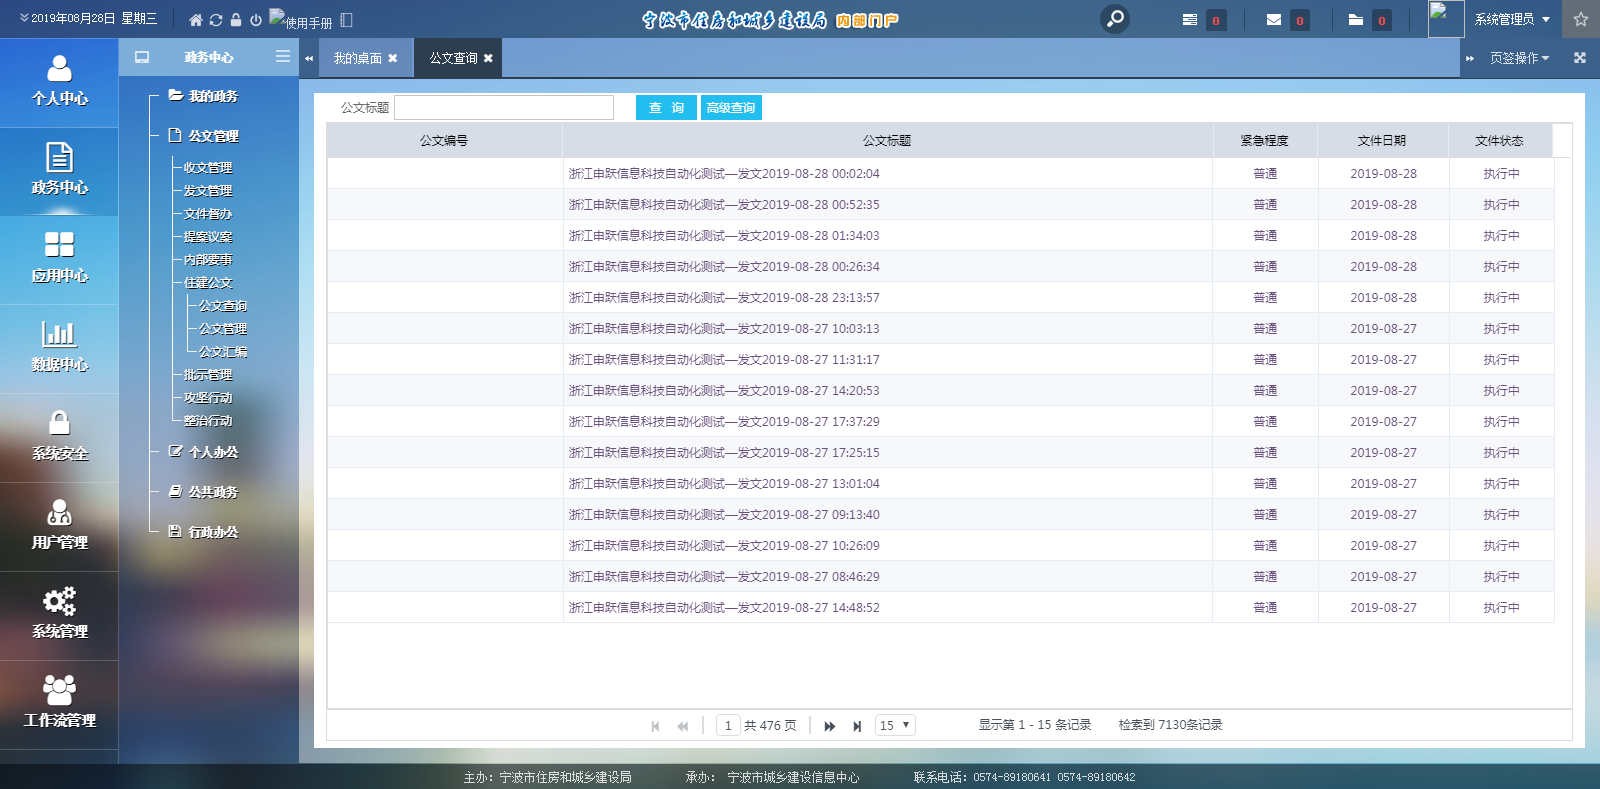 2019年08月28日 星期三
使用手册
宁波市住房和城乡建设局 内部门户
0
0
0
系统管理员
个人中心
政务中心
应用中心
数据中心
系统安全
用户管理
系统管理
工作流管理
政务中心
我的政务
公文管理
收文管理
发文管理
文件督办
提案议案
内部要事
住建公文
公文查询
公文管理
公文汇编
批示管理
攻坚行动
整治行动
个人办公
公共政务
行政办公
我的桌面
公文查询
页签操作
公文标题
查 询
高级查询
公文编号 公文标题 紧急程度 文件日期 文件状态
浙江申跃信息科技自动化测试—发文2019-08-28 00:02:04 普通 2019-08-28 执行中
浙江申跃信息科技自动化测试—发文2019-08-28 00:52:35 普通 2019-08-28 执行中
浙江申跃信息科技自动化测试—发文2019-08-28 01:34:03 普通 2019-08-28 执行中
浙江申跃信息科技自动化测试—发文2019-08-28 00:26:34 普通 2019-08-28 执行中
浙江申跃信息科技自动化测试—发文2019-08-28 23:13:57 普通 2019-08-28 执行中
浙江申跃信息科技自动化测试—发文2019-08-27 10:03:13 普通 2019-08-27 执行中
浙江申跃信息科技自动化测试—发文2019-08-27 11:31:17 普通 2019-08-27 执行中
浙江申跃信息科技自动化测试—发文2019-08-27 14:20:53 普通 2019-08-27 执行中
浙江申跃信息科技自动化测试—发文2019-08-27 17:37:29 普通 2019-08-27 执行中
浙江申跃信息科技自动化测试—发文2019-08-27 17:25:15 普通 2019-08-27 执行中
浙江申跃信息科技自动化测试—发文2019-08-27 13:01:04 普通 2019-08-27 执行中
浙江申跃信息科技自动化测试—发文2019-08-27 09:13:40 普通 2019-08-27 执行中
浙江申跃信息科技自动化测试—发文2019-08-27 10:26:09 普通 2019-08-27 执行中
浙江申跃信息科技自动化测试—发文2019-08-27 08:46:29 普通 2019-08-27 执行中
浙江申跃信息科技自动化测试—发文2019-08-27 14:48:52 普通 2019-08-27 执行中
1 共 476 页 15 显示第 1 - 15 条记录 检索到 7130条记录
主办：宁波市住房和城乡建设局 承办： 宁波市城乡建设信息中心 联系电话：0574-89180641 0574-89180642